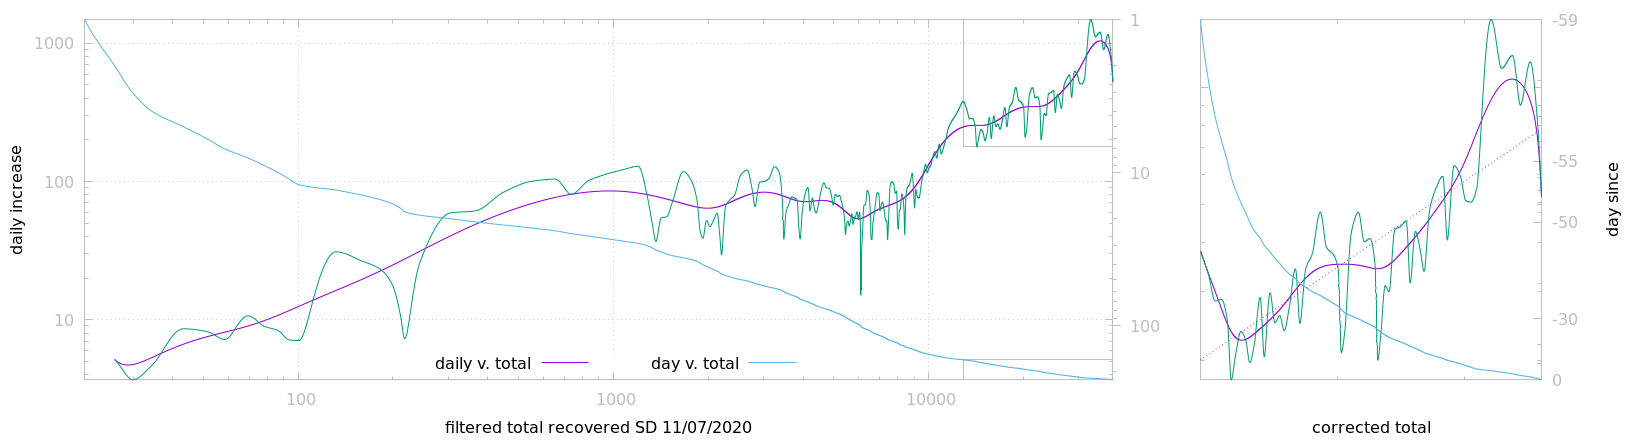 1000
100
10
daily increase
daily v. total
day v. total
100
1000
10000
filtered total recovered SD 11/07/2020
1
10
100
-59
-55
-50
-30
0
day since
corrected total